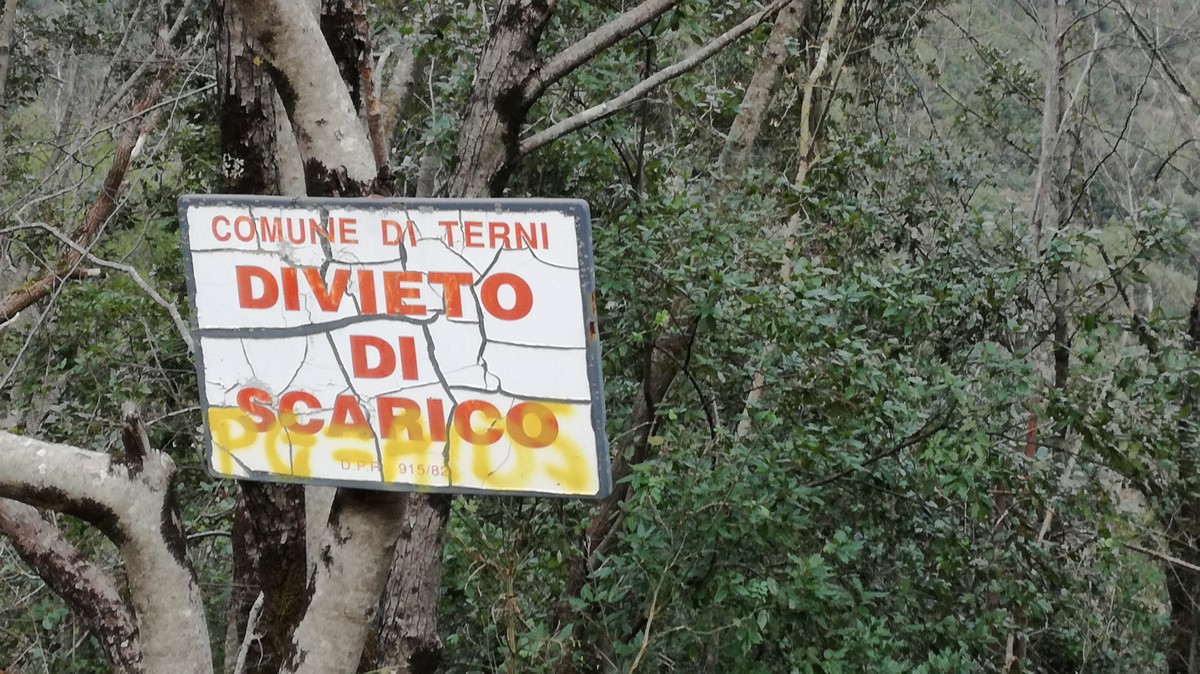 COMUNE DI TERNI
DIVIETO
DI
SCARICO
D.P.R. 915/82